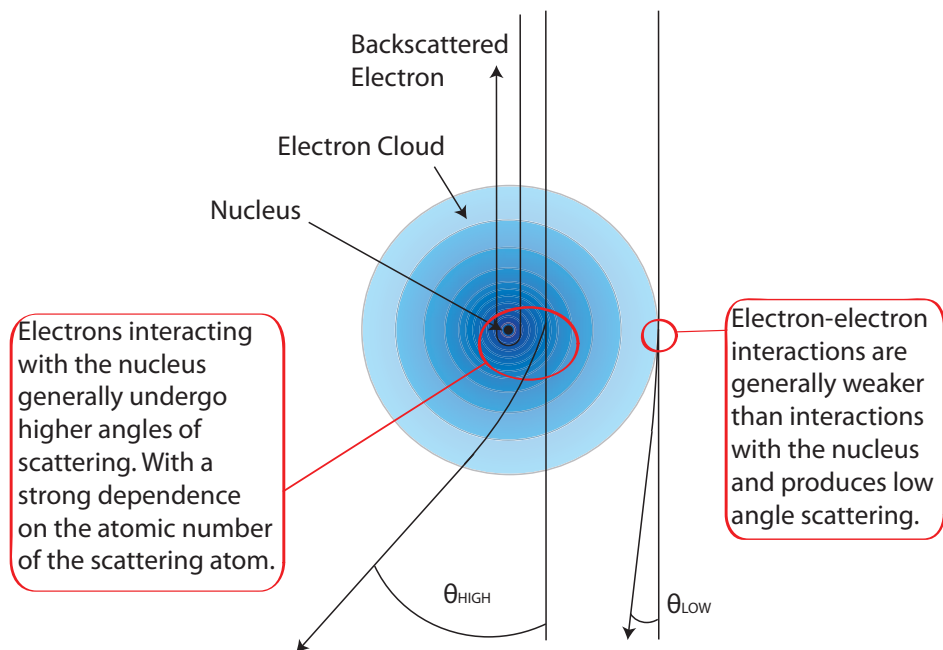 Backscattered
Electron
Electron Cloud
Nucleus
Electrons interacting
with the nucleus
generally undergo
higher angles of
scattering. With a
strong dependence
on the atomic number
of the scattering atom.
Electron-electron
interactions are
generally weaker
than interactions
with the nucleus
and produces low
angle scattering.
θHIGH
θLOW